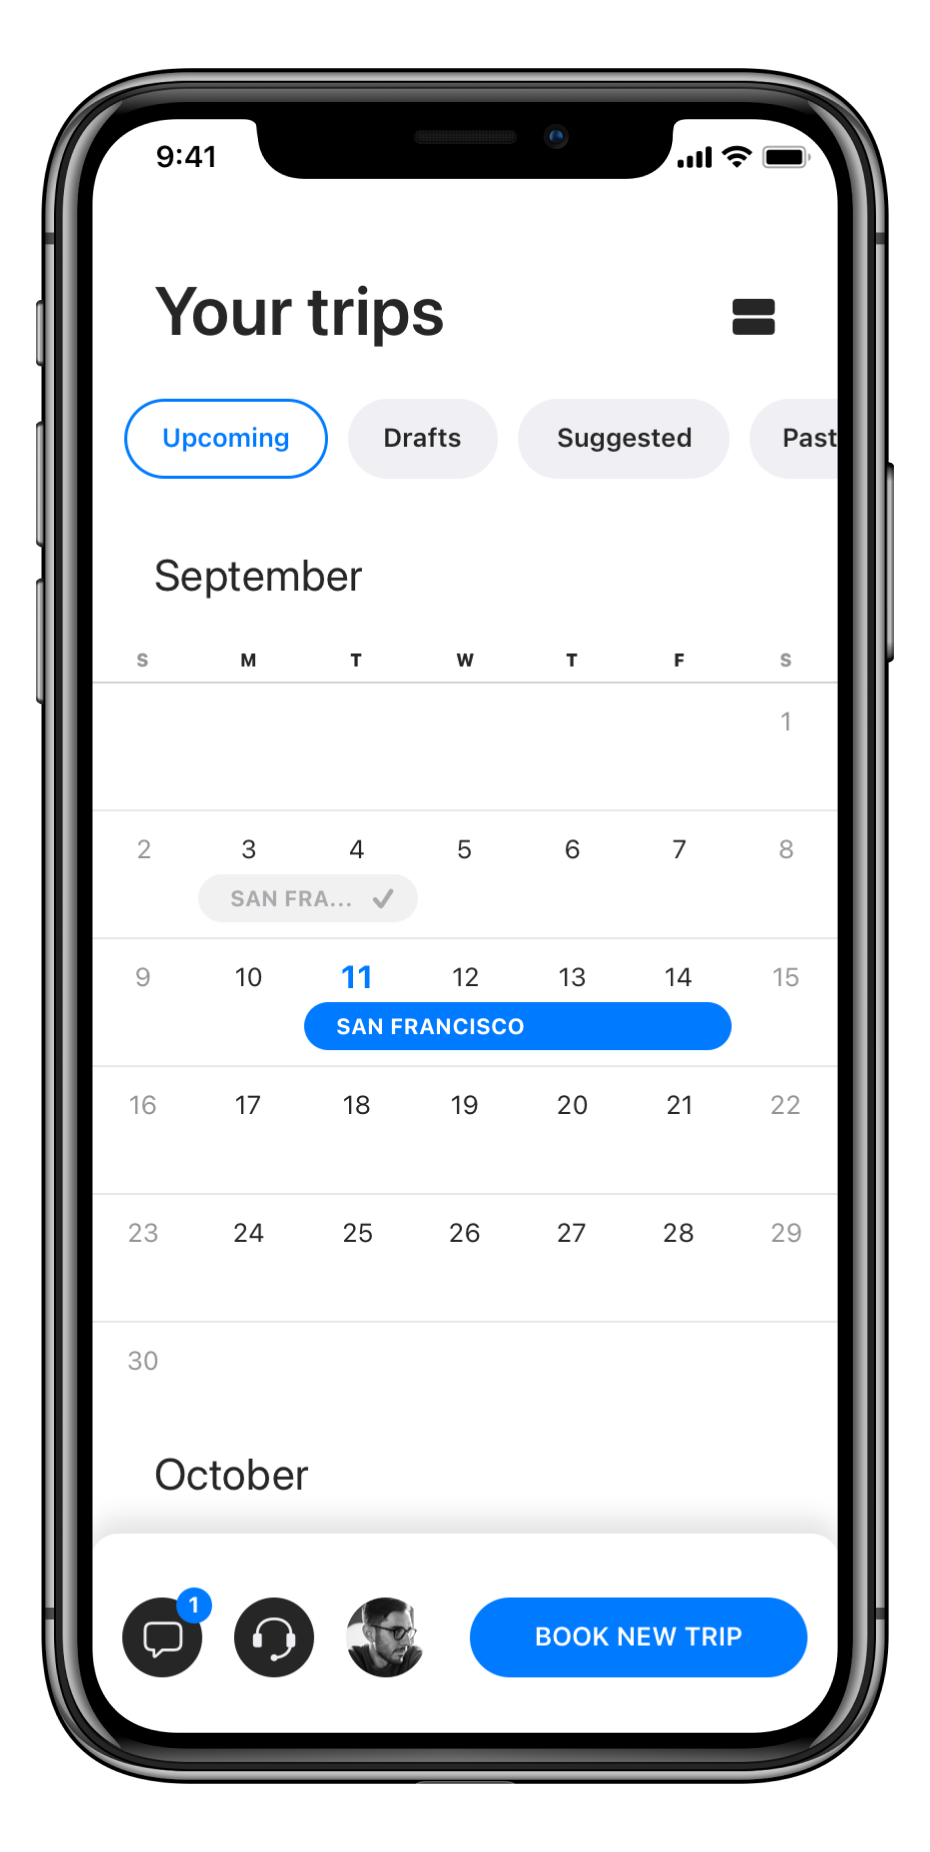 9:41
Your trips
Upcoming Drafts Suggested Past
September
S M T W T F S
1
2 3 4 5 6 7 8
SAN FRA...
9 10 11 12 13 14 15
SAN FRANCISCO
16 17 18 19 20 21 22
23 24 25 26 27 28 29
30
October
1
BOOK NEW TRIP